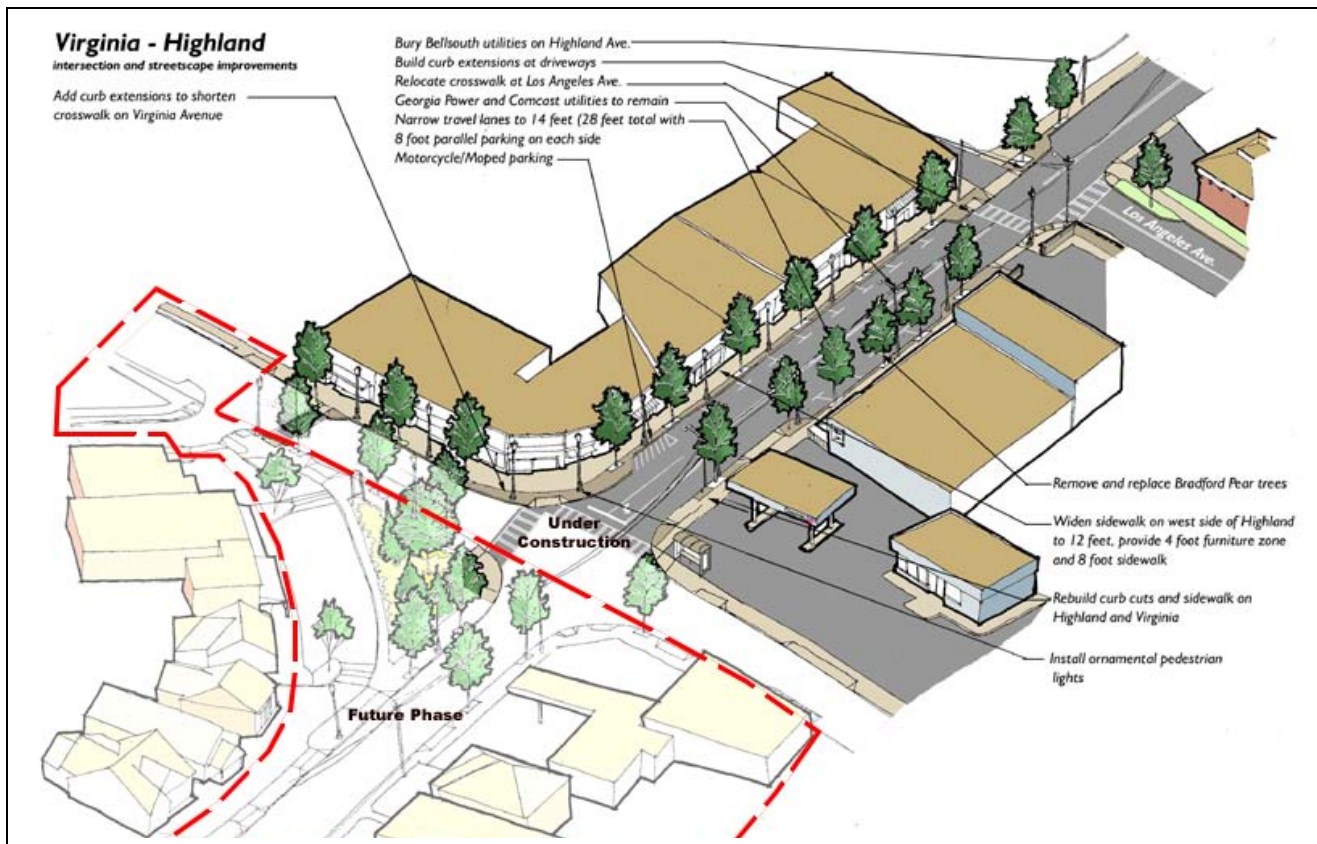 Virginia - Highland
intersection and streetscape improvements
Add curb extensions to shorten
crosswalk on Virginia Avenue
Bury Bellsouth utilities on Highland Ave.
Build curb extensions at driveways
Relocate crosswalk at Los Angeles Ave.
Georgia Power and Comcast utilities to remain
Narrow travel lanes to 14 feet (28 feet total with
8 foot parallel parking on each side
Motorcycle/Moped parking
Los Angeles Ave.
Remove and replace Bradford Pear trees
Widen sidewalk on west side of Highland
to 12 feet, provide 4 foot furniture zone
and 8 foot sidewalk
Rebuild curb cuts and sidewalk on
Highland and Virginia
Install ornamental pedestrian
lights
Under
Construction
Future Phase